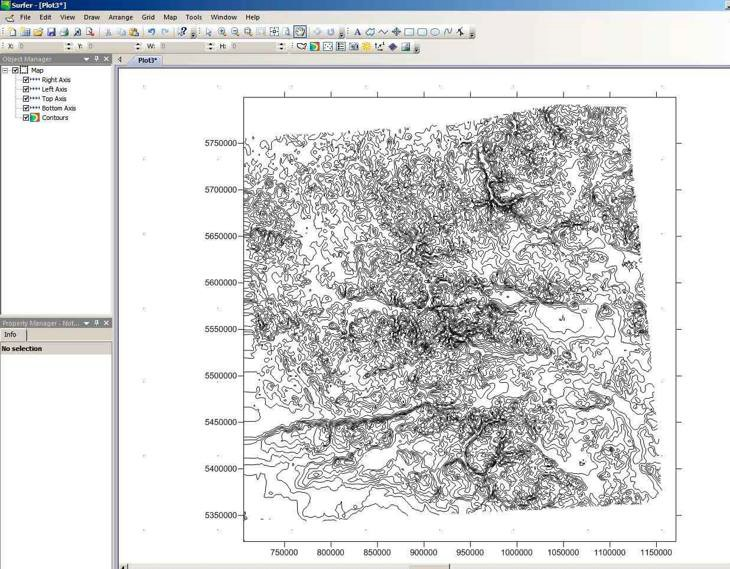 Surfer - [Plot3*]
File Edit View Draw Arrange Grid Map Tools Window Help
X: 0 Y: 0 W: 0 H: 0
Object Manager
Plot3*
Map
Right Axis
Left Axis
Top Axis
Bottom Axis
Contours
Property Manager - Not...
Info
No selection
5750000
5700000
5650000
5600000
5550000
5500000
5450000
5400000
5350000
750000 800000 850000 900000 950000 1000000 1050000 1100000 1150000